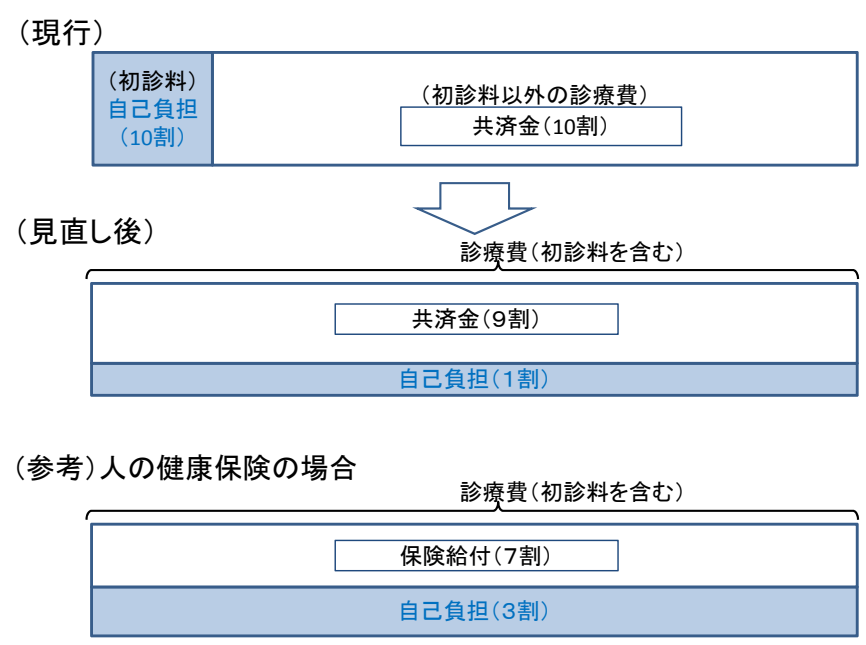 （現行）
（初診料）
自己負担
（10割）
（初診料以外の診療費）
共済金（10割）
（見直し後）
診療費（初診料を含む）
共済金（９割）
自己負担（１割）
（参考）人の健康保険の場合
診療費（初診料を含む）
保険給付（７割）
自己負担（３割）